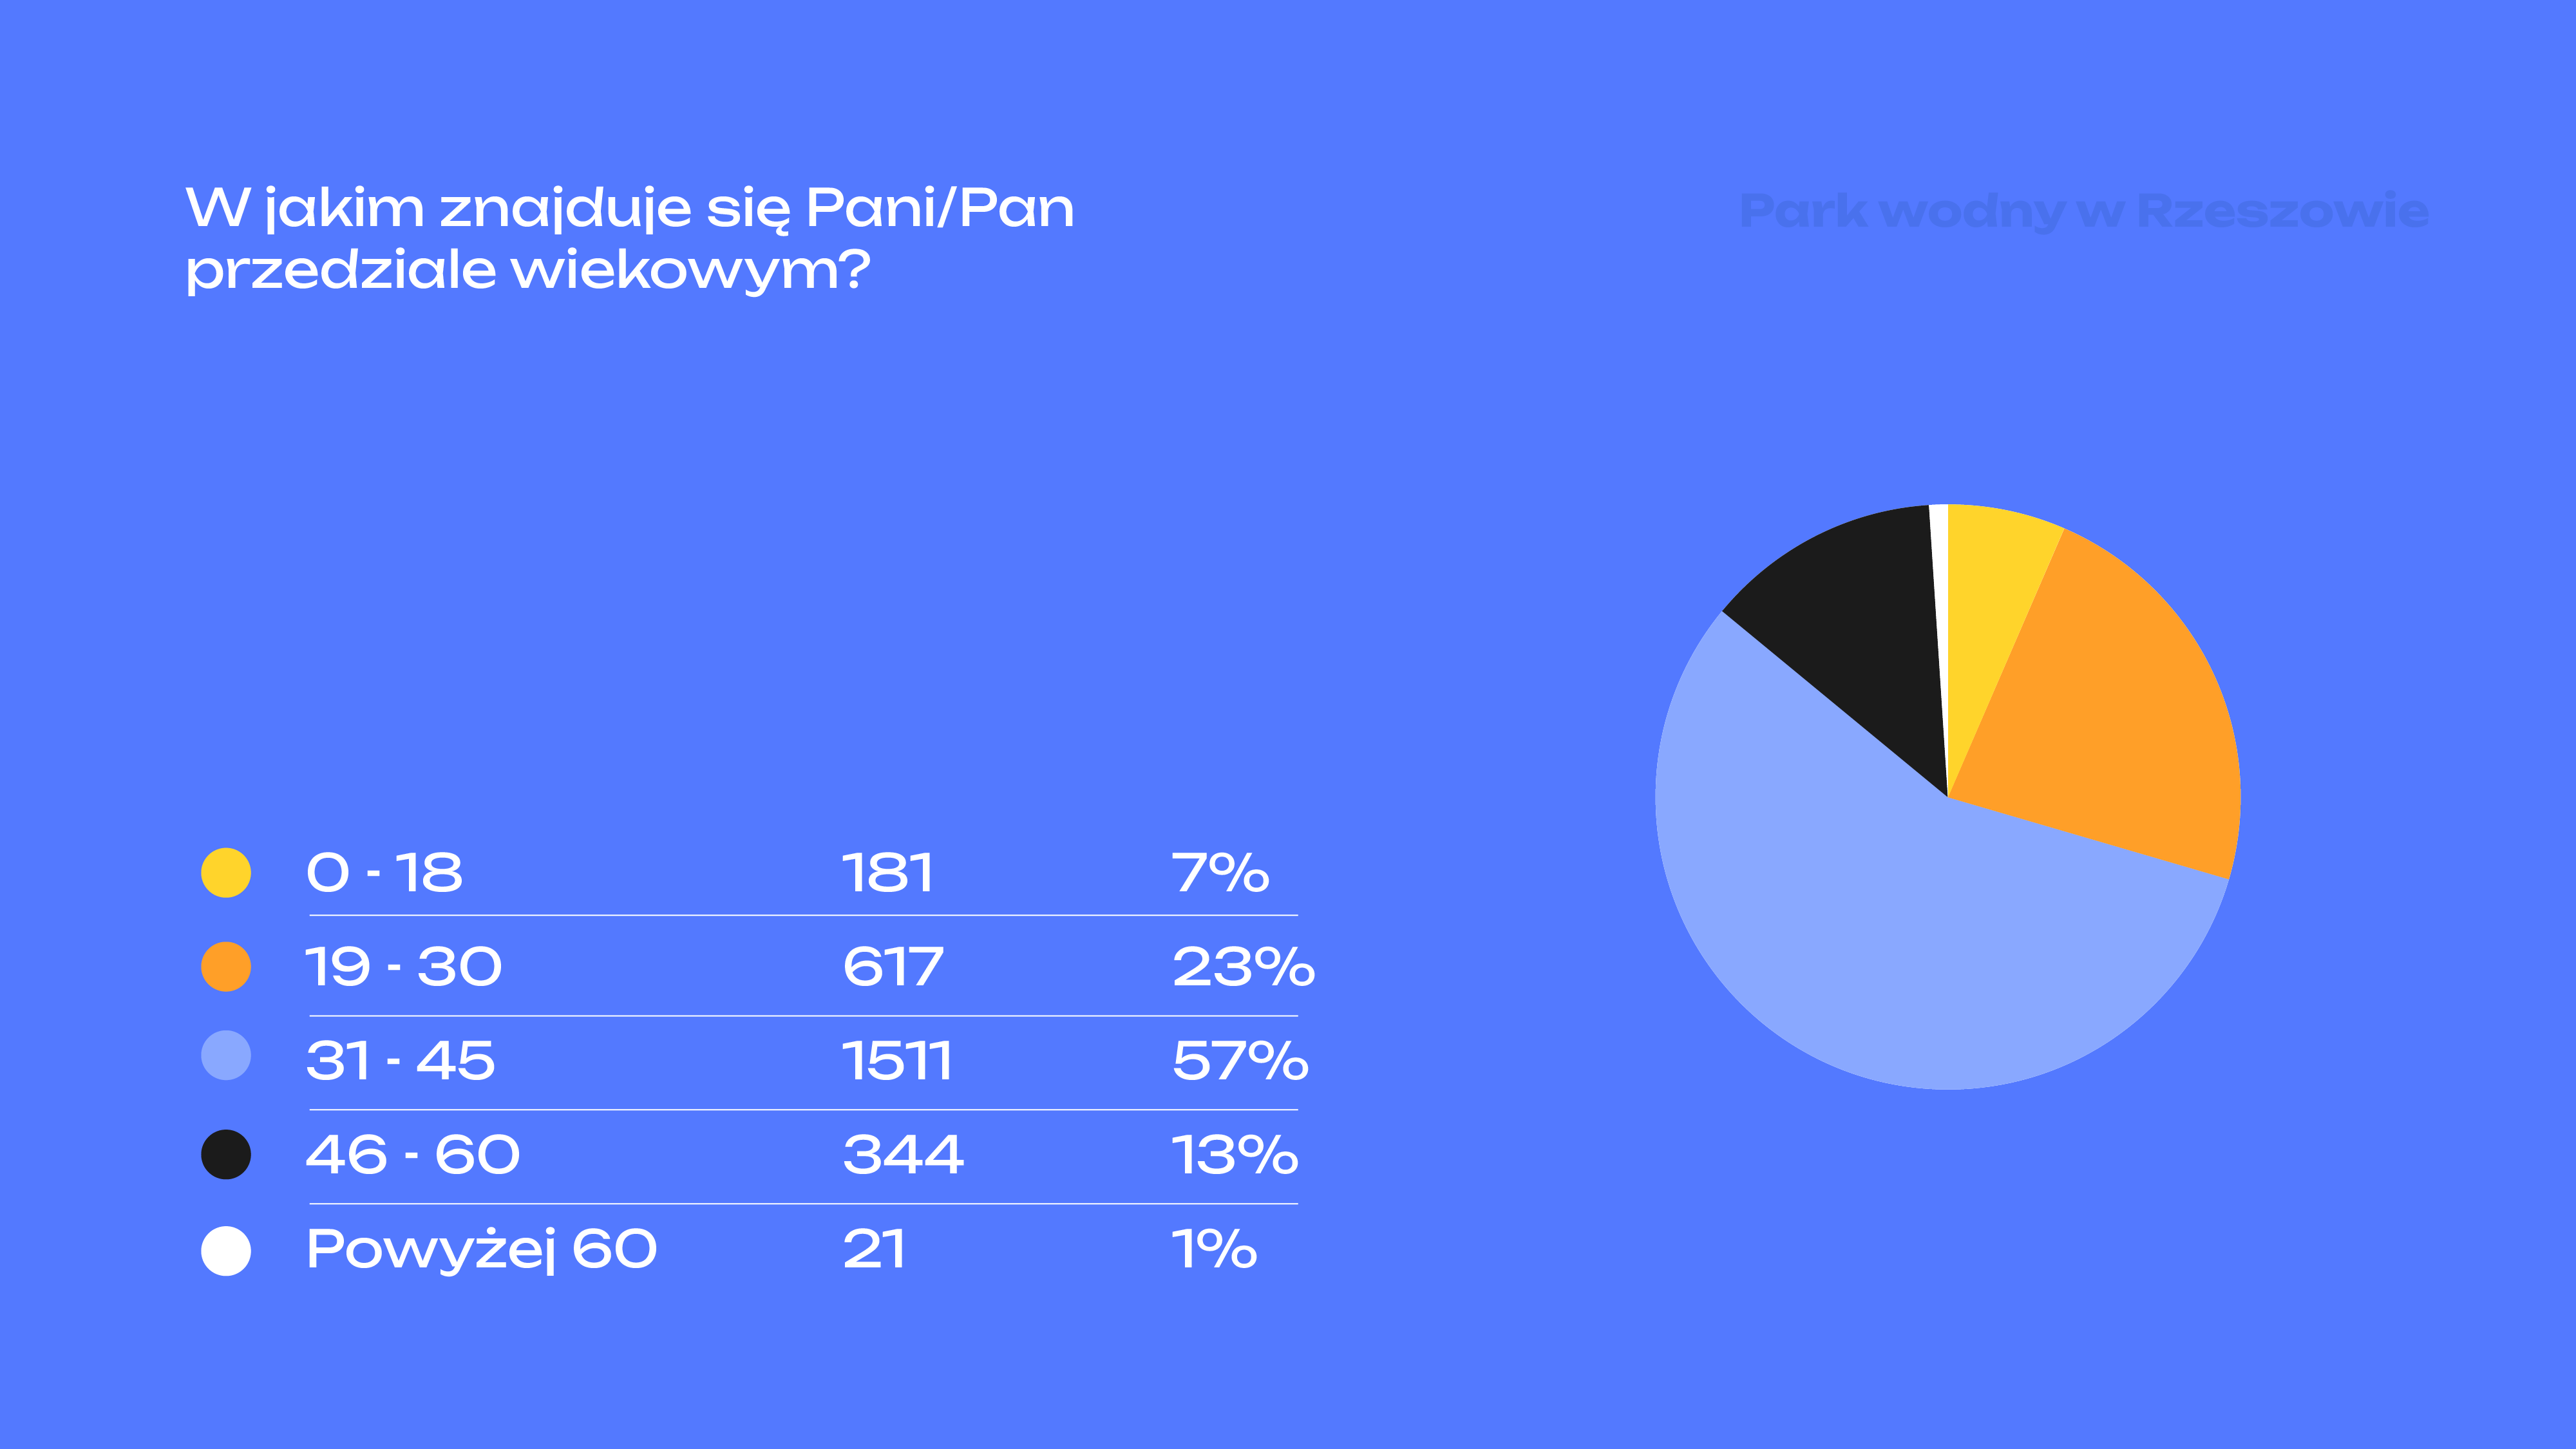 W jakim znajduje się Pani/Pan
przedziale wiekowym?
Park wodny w Rzeszowie
0 - 18 181 7%
19 - 30 617 23%
31 - 45 1511 57%
46 - 60 344 13%
Powyżej 60 21 1%